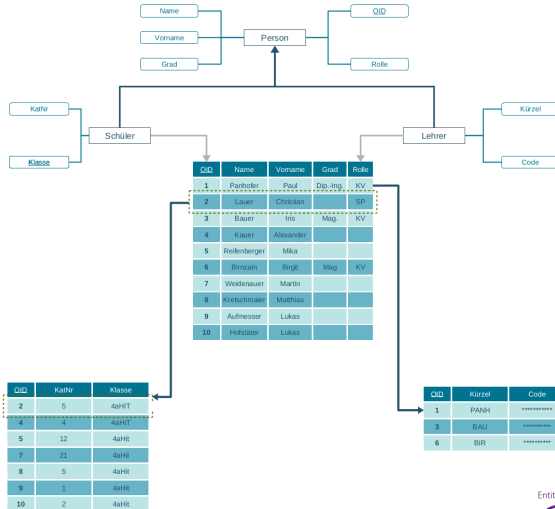 Name
OID
Vorname
Person
Grad
Rolle
KatNr
Kürzel
Schüler
Lehrer
Klasse
Code
OID Name Vorname Grad Rolle
1 Panhofer Paul Dip.-Ing. KV
2 Lauer Christian SP
3 Bauer Iris Mag. KV
4 Kauer Alexander
5 Reifenberger Mika
6 Birnzain Birgit Mag KV
7 Weidenauer Martin
8 Kretschmaier Matthias
9 Aufmesser Lukas
10 Hofstäter Lukas
OID KatNr Klasse
2 5 4aHIT
4 4 4aHIT
5 12 4aHit
7 21 4aHit
8 5 4aHit
9 1 4aHit
10 2 4aHit
OID Kürzel Code
1 PANH ***********
3 BAU **********
6 BIR **********
Entit